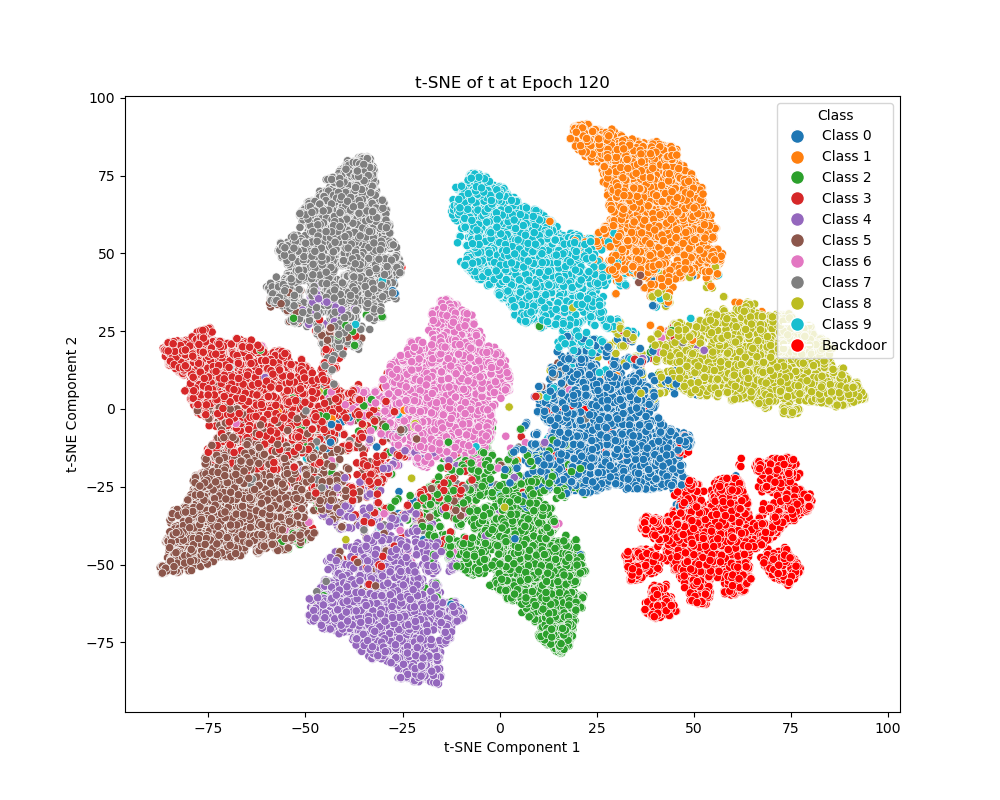 t-SNE of t at Epoch 120
t-SNE Component 2
100
75
50
25
0
−25
−50
−75
Class
Class 0
Class 1
Class 2
Class 3
Class 4
Class 5
Class 6
Class 7
Class 8
Class 9
Backdoor
−75
−50
−25
0
25
50
75
100
t-SNE Component 1